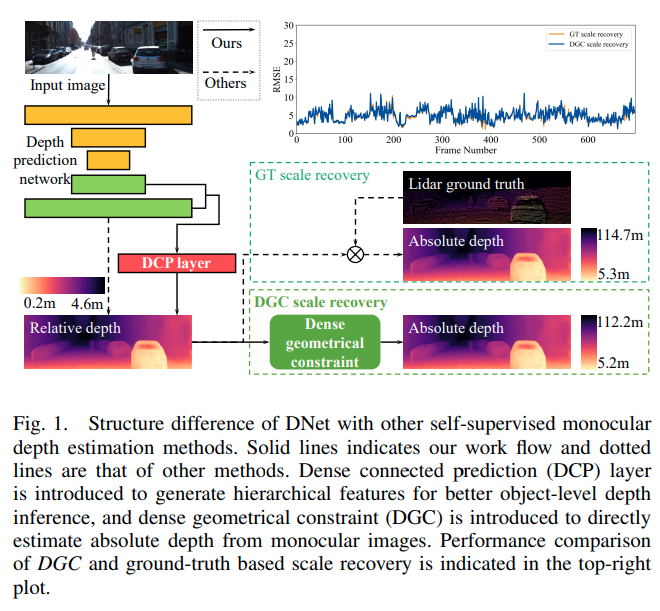 Input image
Ours
Others
30
25
20
15
10
5
0
RMSE
GT scale recovery
DGC scale recovery
0
100
200
300
400
500
600
Frame Number
Depth
prediction
network
DCP layer
0.2m
4.6m
Relative depth
GT scale recovery
Lidar ground truth
Absolute depth
114.7m
5.3m
DGC scale recovery
Dense
geometrical
constraint
Absolute depth
112.2m
5.2m
Fig. 1. Structure difference of DNet with other self-supervised monocular
depth estimation methods. Solid lines indicates our work flow and dotted
lines are that of other methods. Dense connected prediction (DCP) layer
is introduced to generate hierarchical features for better object-level depth
inference, and dense geometrical constraint (DGC) is introduced to directly
estimate absolute depth from monocular images. Performance comparison
of DGC and ground-truth based scale recovery is indicated in the top-right
plot.